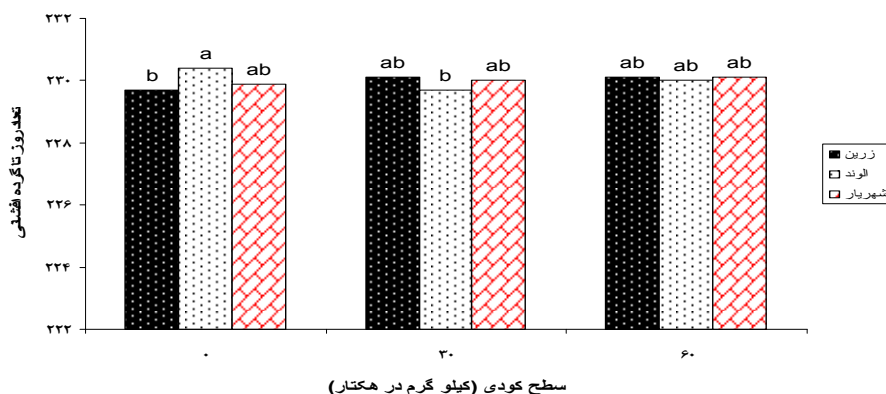 ۲۳۲
۲۳۰
۲۲۸
۲۲۶
۲۲۴
۲۲۲
تعداد روز تا گرده افشانی
b a ab
ab b ab
ab ab ab
۰ ۳۰ ۶۰
سطح کودی (کیلو گرم در هکتار)
زرین
الوند
شهریار